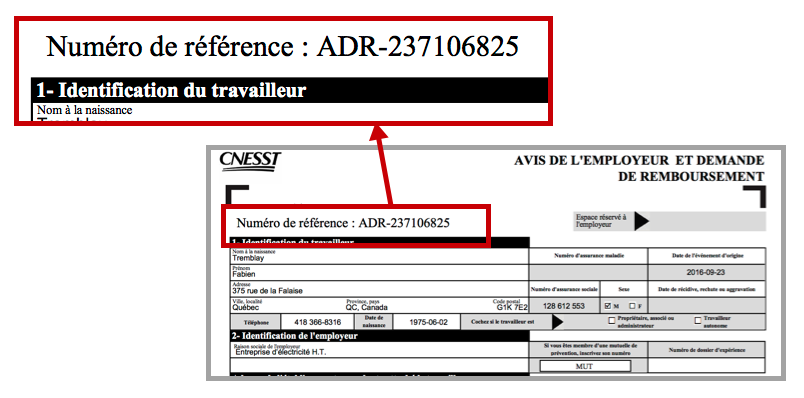 Numéro de référence : ADR-237106825
1- Identification du travailleur
Nom à la naissance
CNESST
AVIS DE L'EMPLOYEUR ET DEMANDE
DE REMBOURSEMENT
Numéro de référence : ADR-237106825
Espace réservé à
l'employeur
1- Identification du travailleur
Nom à la naissance
Tremblay
Numéro d'assurance maladie
Date de l'événement d'origine
Prénom
Fabien
2016-09-23
Adresse
375 rue de la Falaise
Numéro d'assurance sociale
Sexe
Date de récidive, rechute ou aggravation
Ville, localité
Province, pays
Code postal
Québec
QC, Canada
G1K 7E2
128 612 553
M
F
Téléphone
418 366-8316
Date de
naissance
1975-06-02
Cochez si le travailleur est
Propriétaire, associé ou
administrateur
Travailleur
autonome
2- Identification de l'employeur
Raison sociale de l'employeur
Entreprise d'électricité H.T.
Si vous êtes membre d'une mutuelle de
prévention, inscrivez son numéro
Numéro de dossier d'expérience
MUT